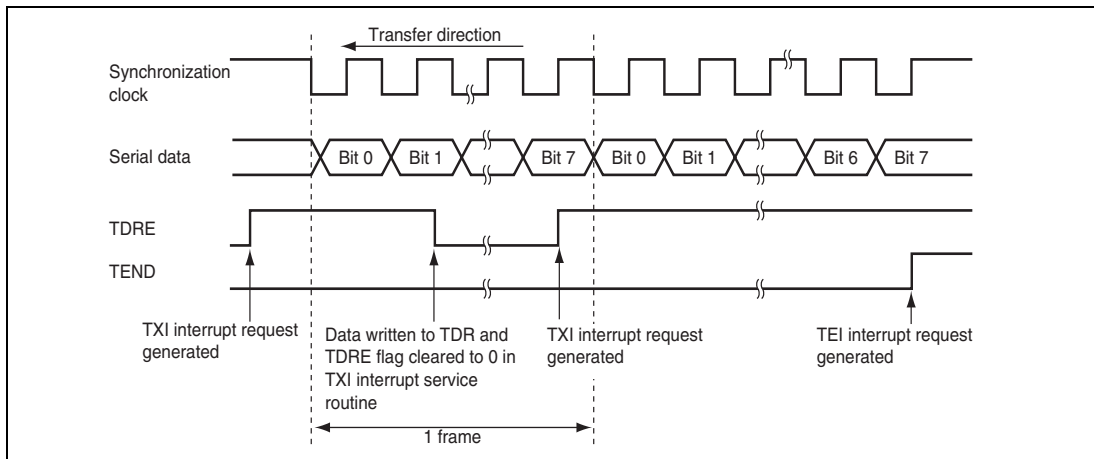 Transfer direction
Synchronization
clock
Serial data
Bit 0
Bit 1
Bit 7
Bit 0
Bit 1
Bit 6
Bit 7
TDRE
TEND
TXI interrupt request
generated
Data written to TDR and
TDRE flag cleared to 0 in
TXI interrupt service
routine
TXI interrupt request
generated
TEI interrupt request
generated
1 frame